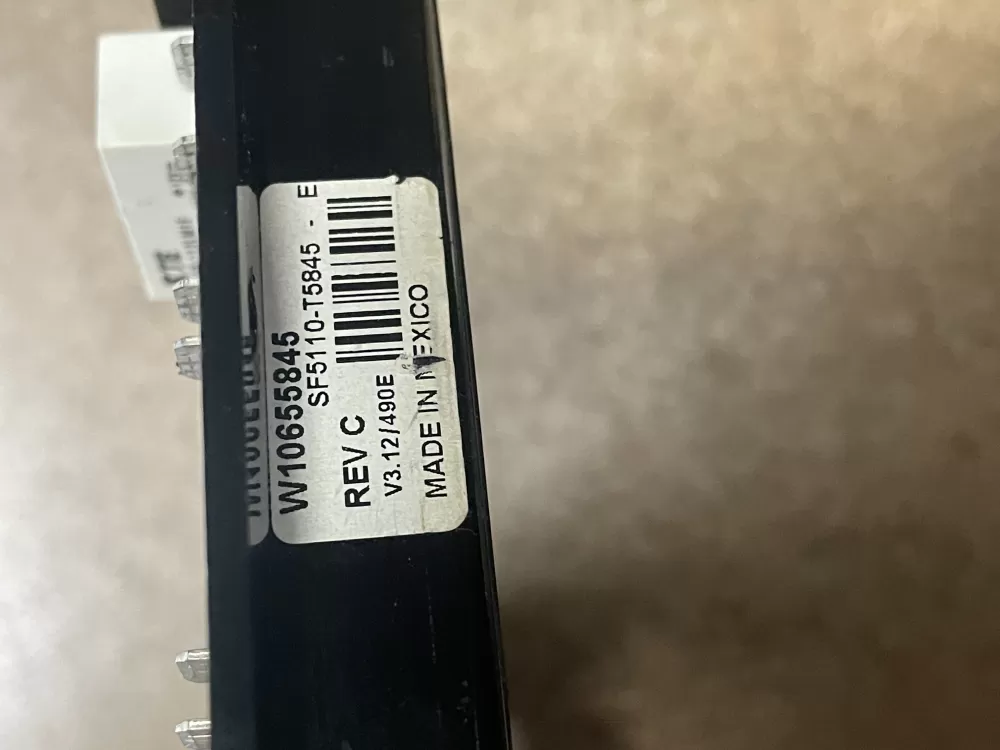 W10655845
SF5110-T5845 - E
REV C
V3.12/490E
MADE IN MEXICO